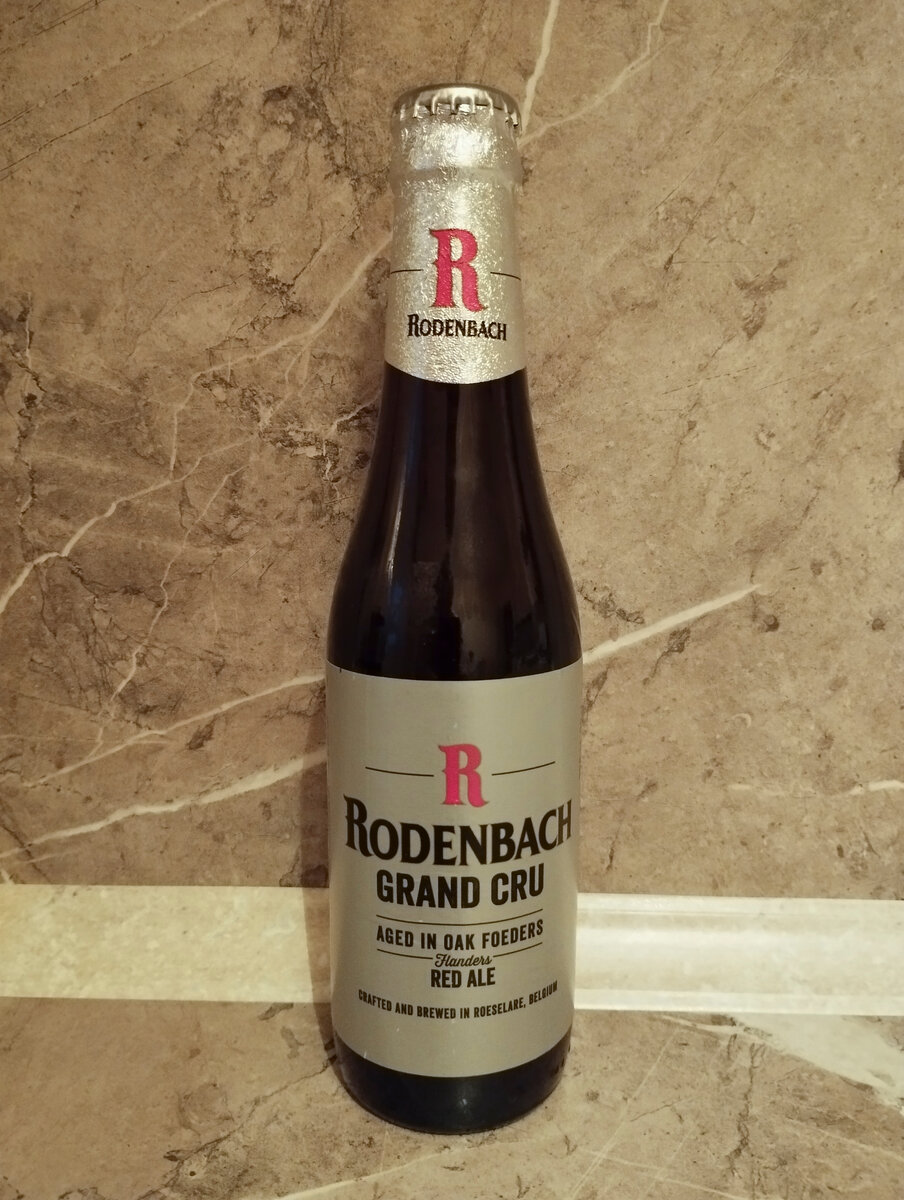 R
RODENBACH
R
RODENBACH
GRAND CRU
AGED IN OAK FOEDERS
Flanders
RED ALE
CRAFTED AND BREWED IN ROESELARE, BELGIUM